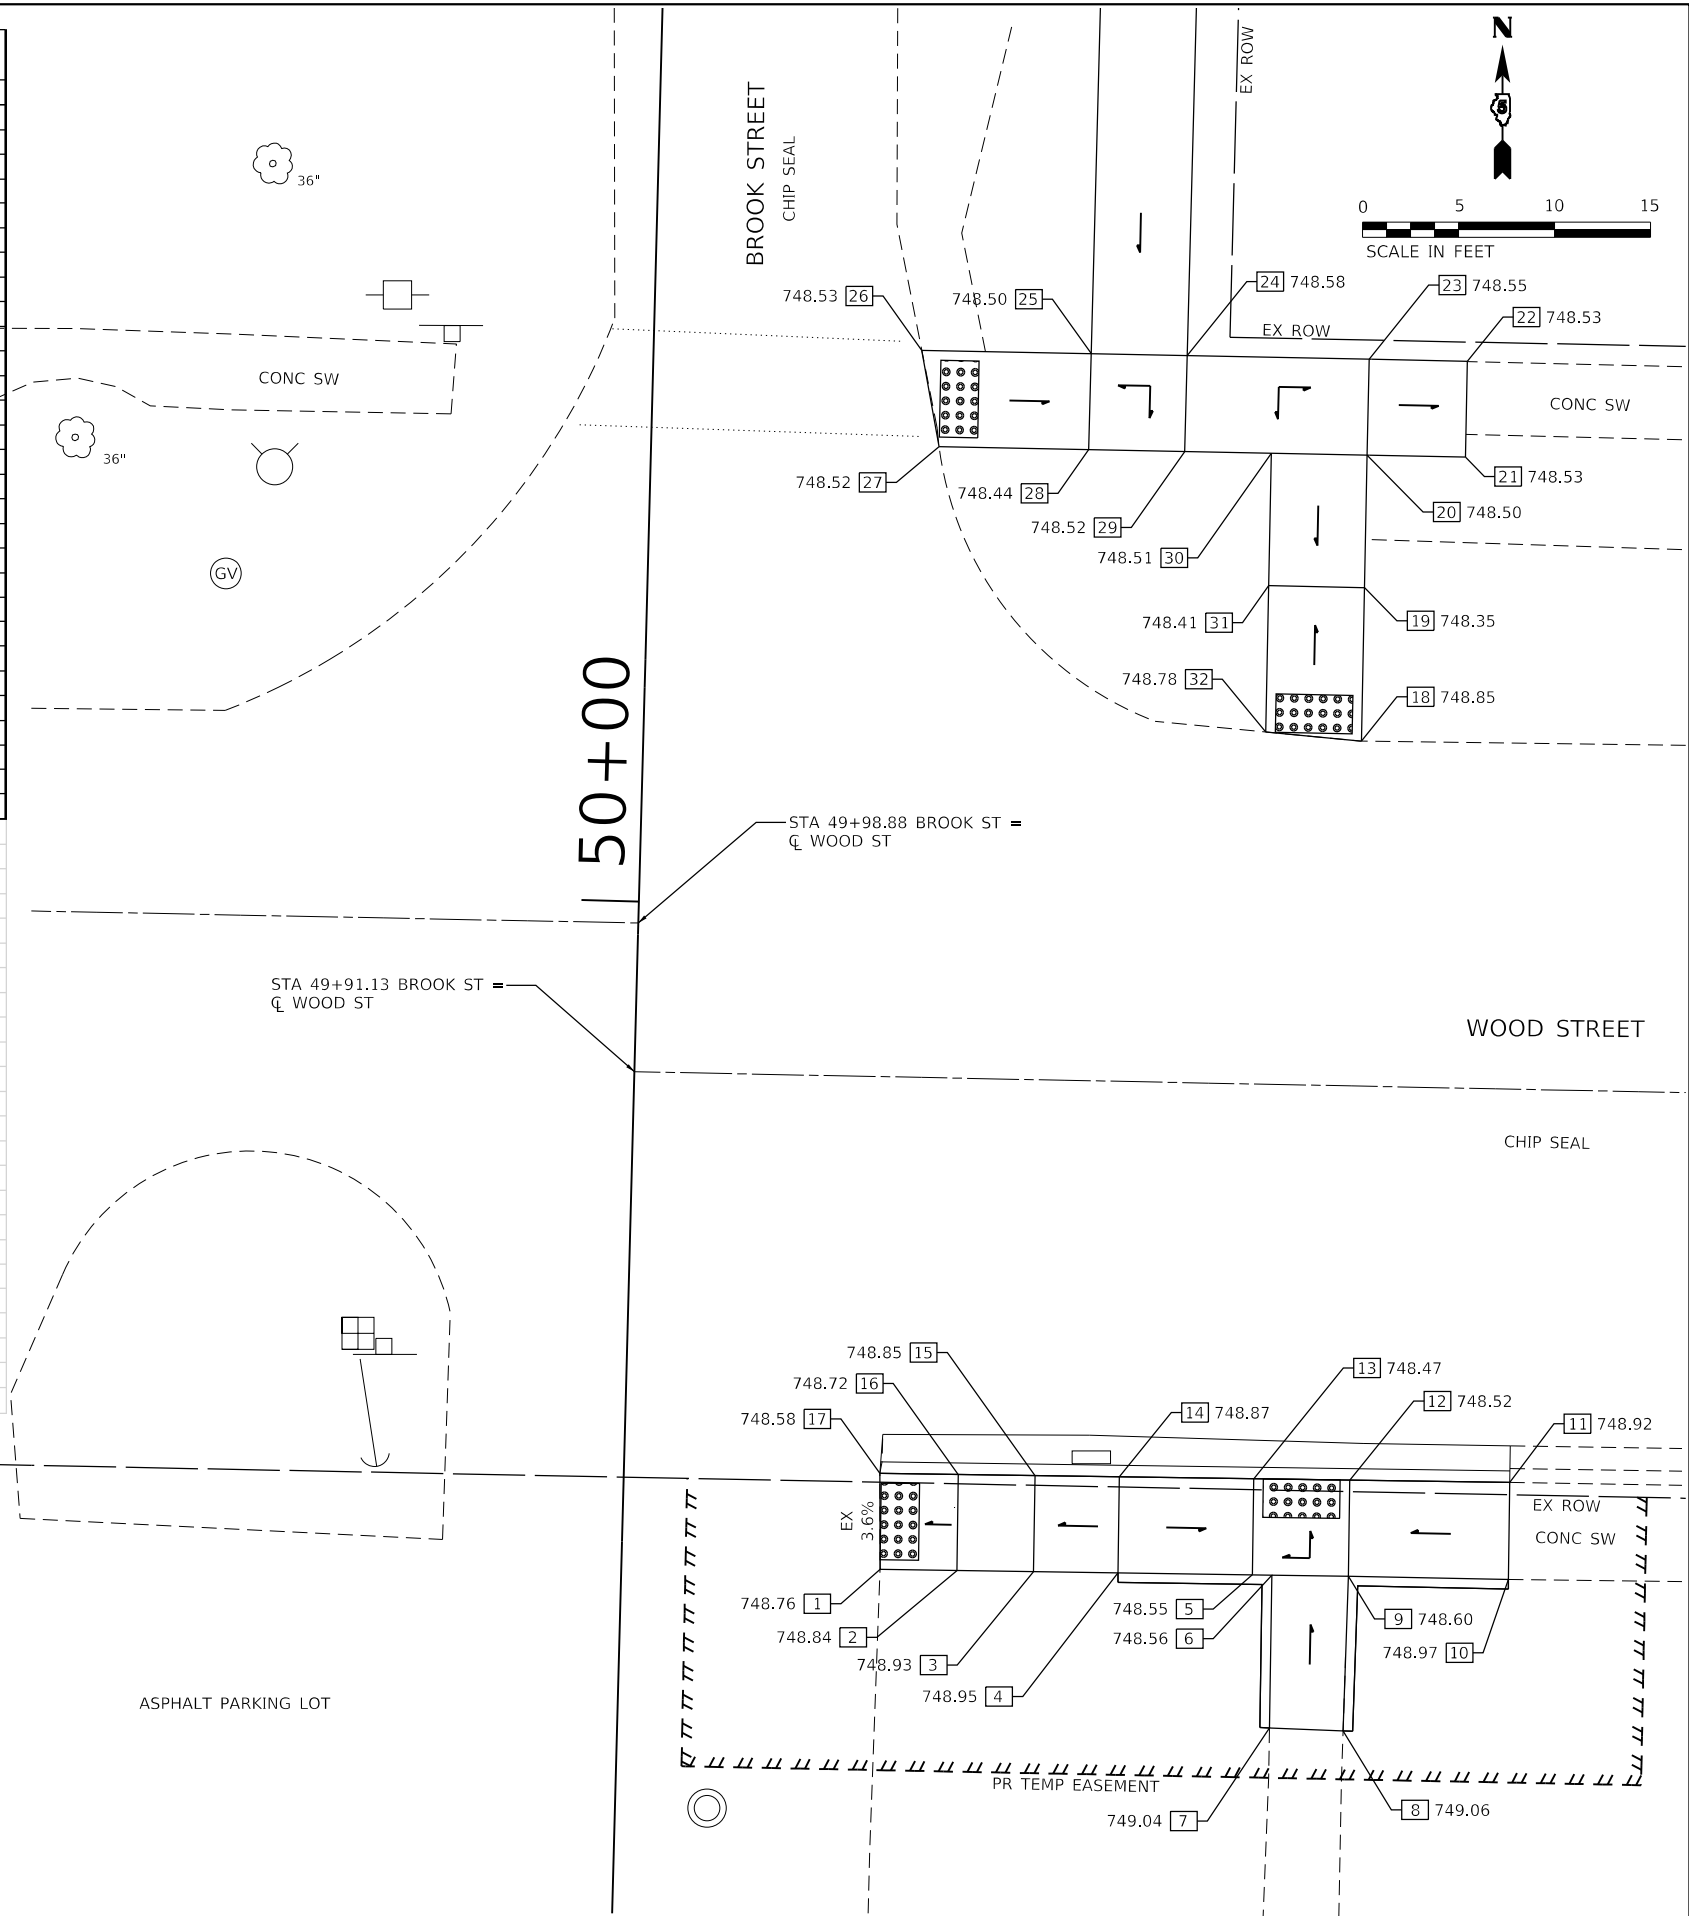 N
5
EX ROW
BROOK STREET
CHIP SEAL
36"
0 5 10 15
SCALE IN FEET
24 748.58
23 748.55
748.53 26
748.50 25
22 748.53
EX ROW
CONC SW
CONC SW
36"
748.52 27
748.44 28
21 748.53
20 748.50
748.52 29
748.51 30
GV
748.41 31
19 748.35
748.78 32
18 748.85
50+00
STA 49+98.88 BROOK ST =
℄ WOOD ST
STA 49+91.13 BROOK ST =
℄ WOOD ST
WOOD STREET
CHIP SEAL
748.85 15
13 748.47
748.72 16
12 748.52
748.58 17
14 748.87
11 748.92
EX
3.6%
EX ROW
CONC SW
748.76 1
748.55 5
9 748.60
748.84 2
748.56 6
748.97 10
748.93 3
748.95 4
ASPHALT PARKING LOT
PR TEMP EASEMENT
749.04 7
8 749.06